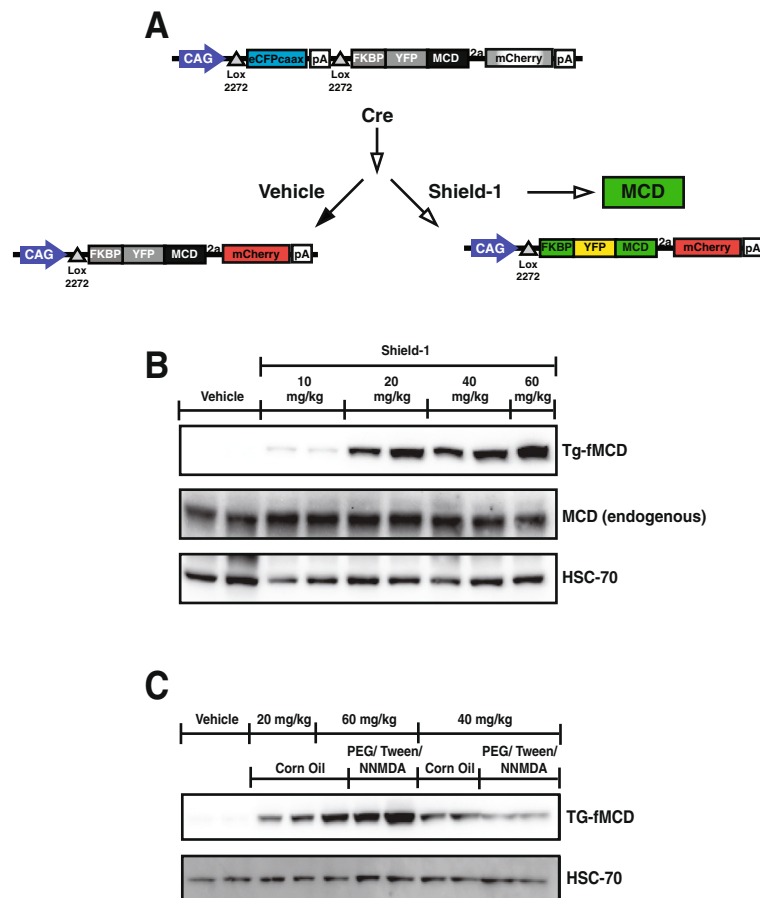 A
CAG eCFPcaax pA FKBP YFP MCD 2a mCherry pA
Lox 2272 Lox 2272
Cre
Vehicle Shield-1 MCD
CAG FKBP YFP MCD 2a mCherry pA
Lox 2272
CAG FKBP YFP MCD 2a mCherry pA
Lox 2272
B
Shield-1
Vehicle 10 mg/kg 20 mg/kg 40 mg/kg 60 mg/kg
Tg-fMCD
MCD (endogenous)
HSC-70
C
Vehicle 20 mg/kg 60 mg/kg 40 mg/kg
Corn Oil PEG/ Tween/ NNMDA Corn Oil PEG/ Tween/ NNMDA
TG-fMCD
HSC-70